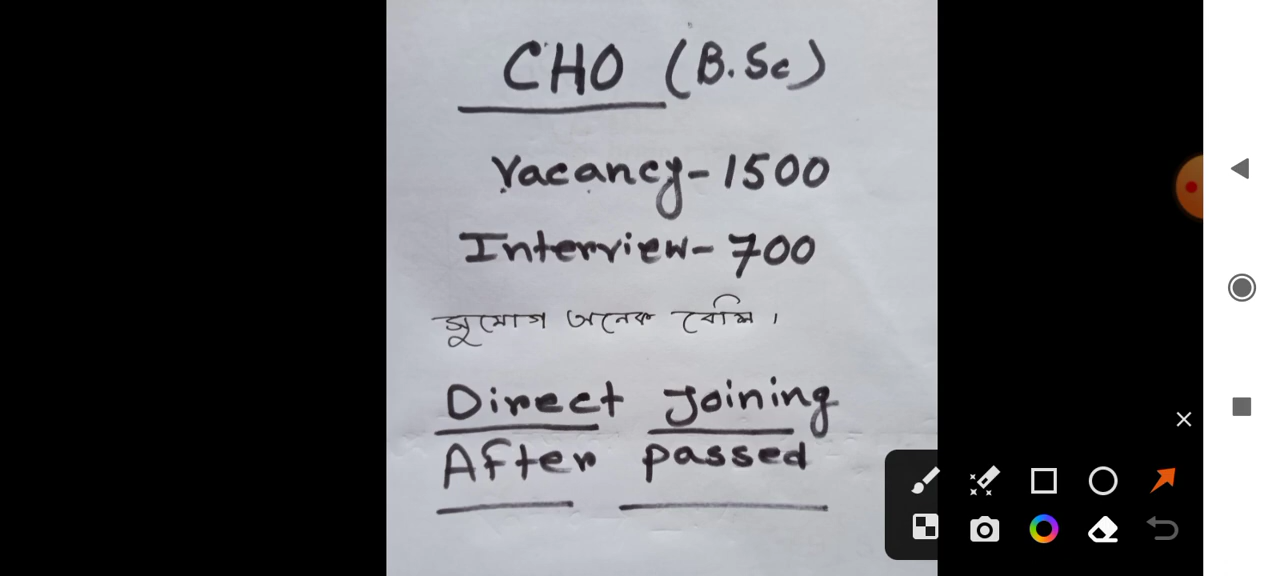 CHO (B.Sc)
Vacancy-1500
Interview-700
সুযোগ অনেক বেশি।
Direct Joining
After passed